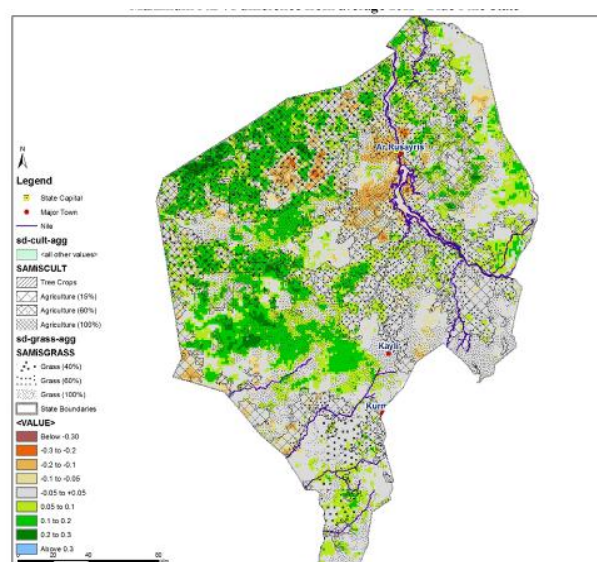 N
Legend
State Capital
Major Town
Nile
sd-cult-agg
<all other values>
SAMISCULT
Tree Crops
Agriculture (15%)
Agriculture (60%)
Agriculture (100%)
sd-grass-agg
SAMISGRASS
Grass (40%)
Grass (60%)
Grass (100%)
State Boundaries
<VALUE>
Below -0.30
-0.3 to -0.2
-0.2 to -0.1
-0.1 to -0.05
-0.05 to +0.05
0.05 to 0.1
0.1 to 0.2
0.2 to 0.3
Above 0.3
0 20 40 80
Ar Rusayris
Kayli
Kurm